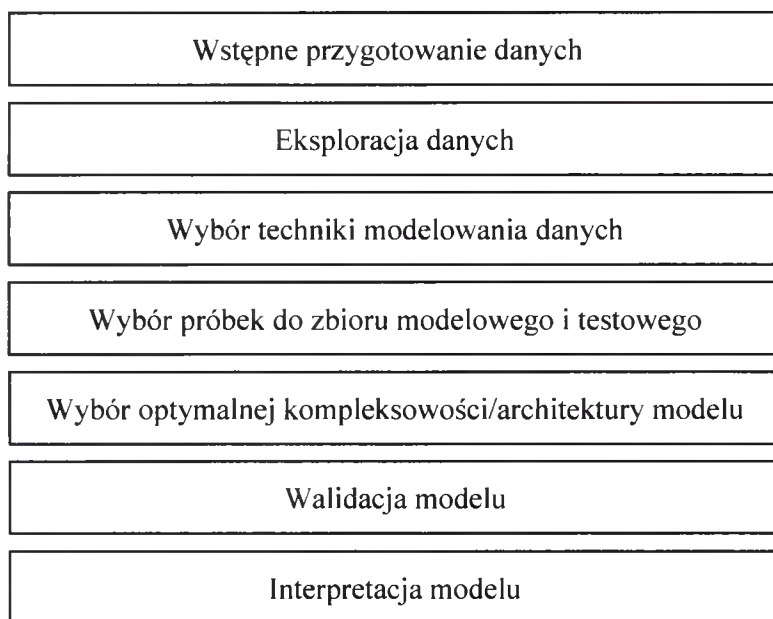 Wstępne przygotowanie danych
Eksploracja danych
Wybór techniki modelowania danych
Wybór próbek do zbioru modelowego i testowego
Wybór optymalnej kompleksowości/architektury modelu
Walidacja modelu
Interpretacja modelu